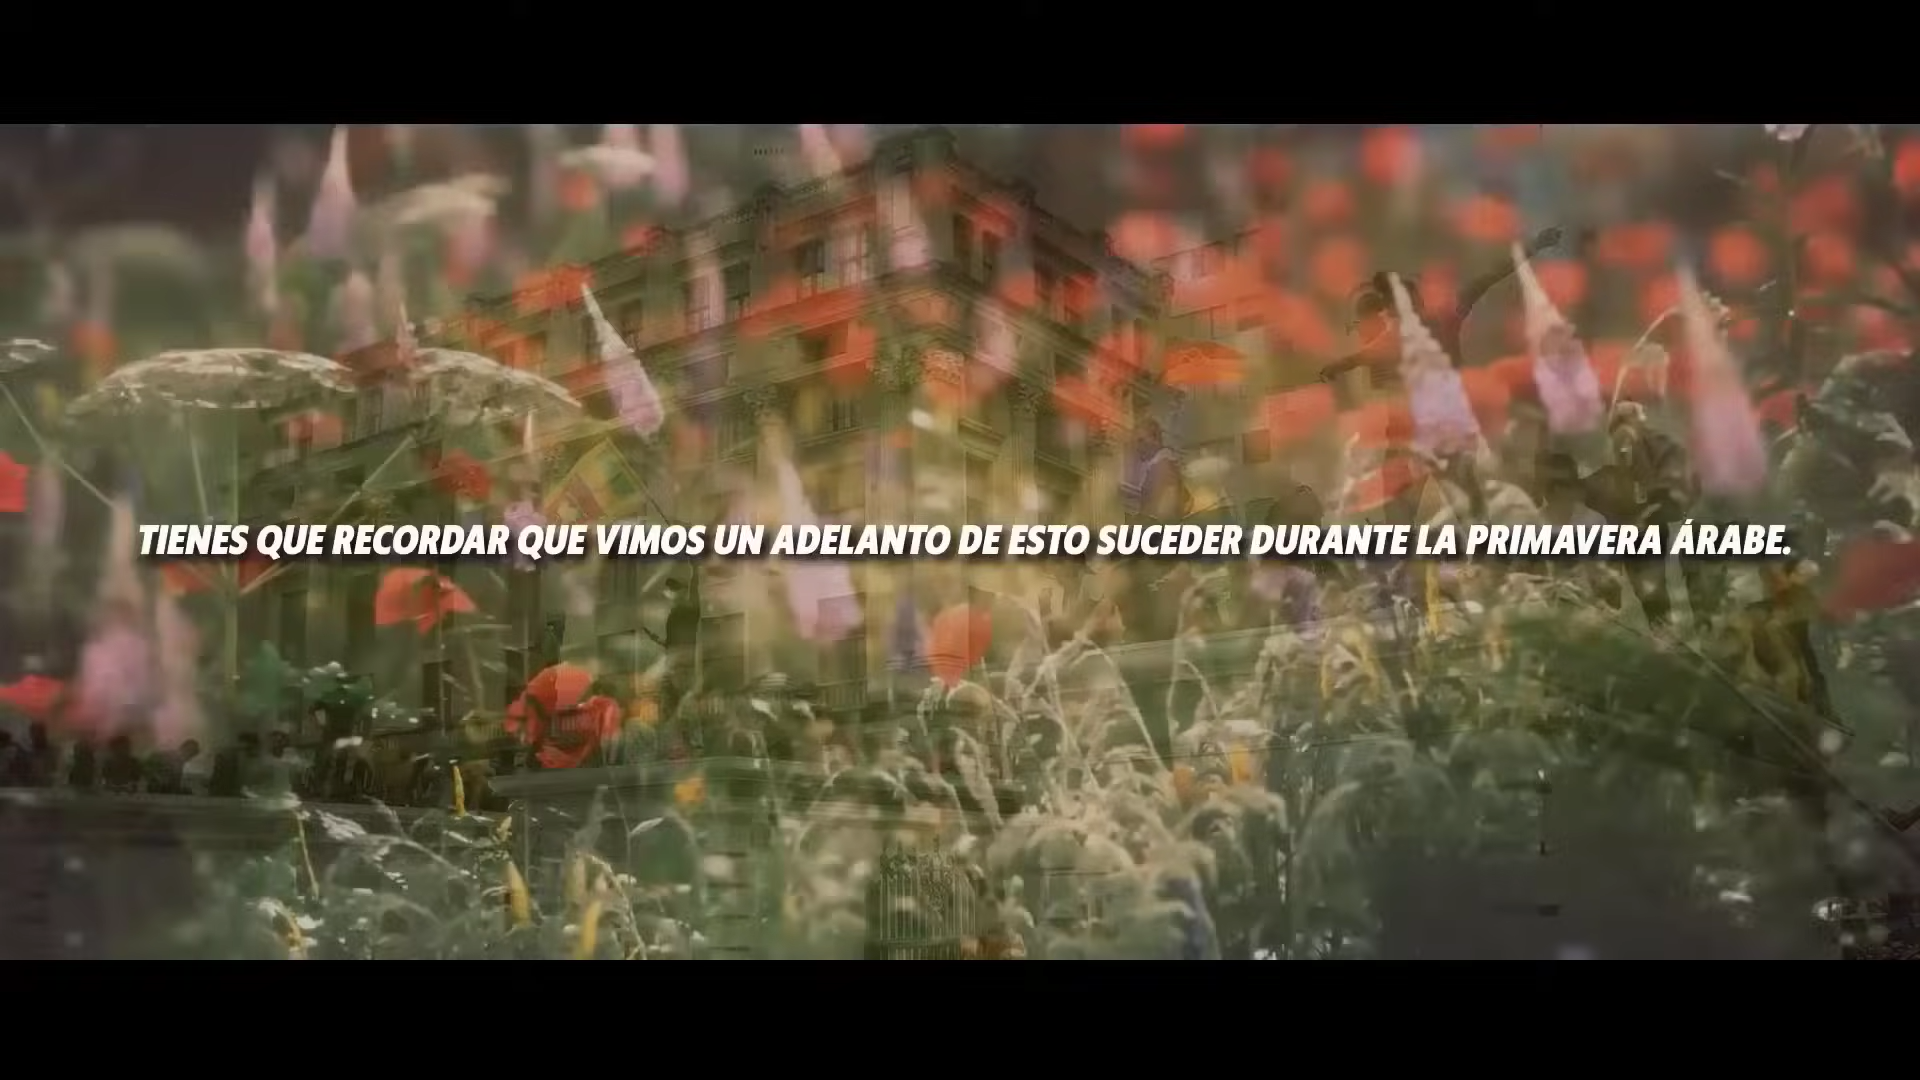 TIENES QUE RECORDAR QUE VIMOS UN ADELANTO DE ESTO SUCEDER DURANTE LA PRIMAVERA ÁRABE.